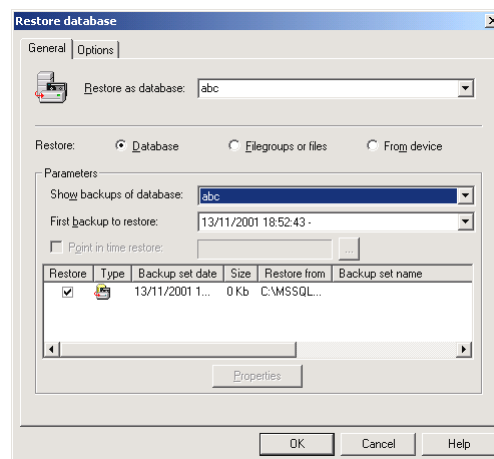 Restore database
General Options
Restore as database: abc
Restore: Database Filegroups or files From device
Parameters
Show backups of database: abc
First backup to restore: 13/11/2001 18:52:43 -
Point in time restore: ...
Restore Type Backup set date Size Restore from Backup set name
13/11/2001 1... 0 Kb C:\MSSQL...
Properties
OK Cancel Help